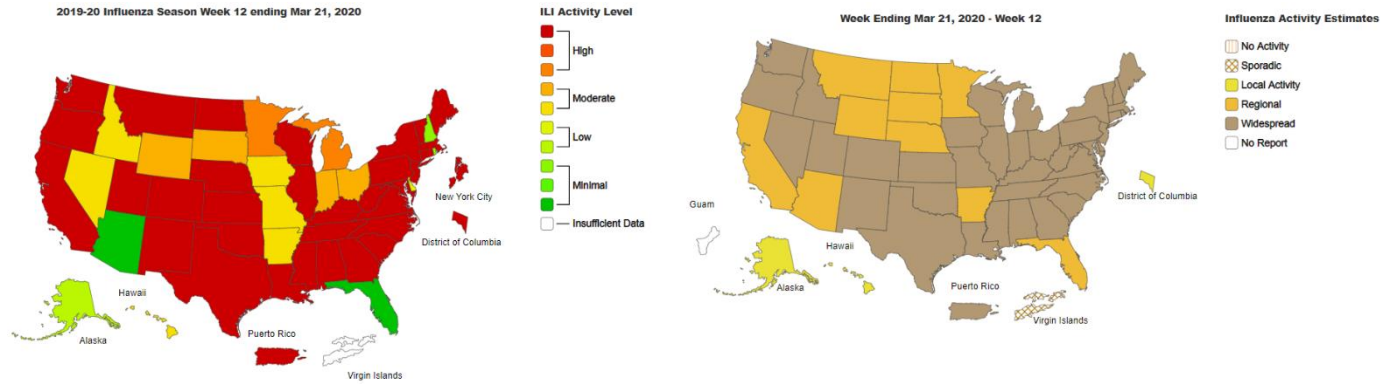 2019-20 Influenza Season Week 12 ending Mar 21, 2020
ILI Activity Level
High
Moderate
Low
Minimal
Insufficient Data
New York City
District of Columbia
Hawaii
Alaska
Puerto Rico
Virgin Islands
Week Ending Mar 21, 2020 - Week 12
Influenza Activity Estimates
No Activity
Sporadic
Local Activity
Regional
Widespread
No Report
District of Columbia
Guam
Hawaii
Alaska
Puerto Rico
Virgin Islands